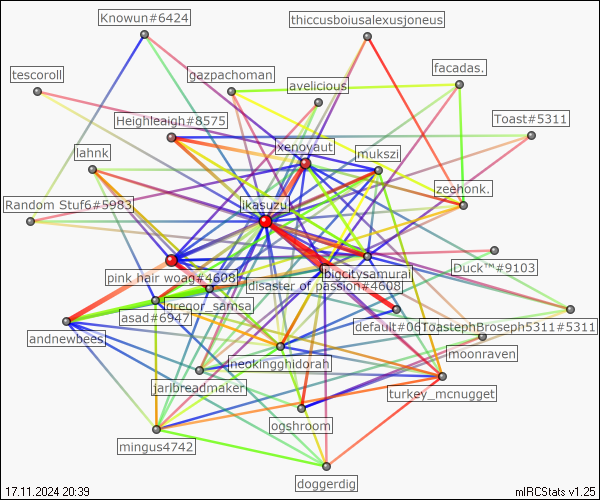 Knowun#6424
thiccusboiusalexusjoneus
tescoroll
gazpachoman
facadas.
avelicious
Heighleaigh#8575
Toast#5311
xenoyaut
lahnk
mukszi
zeehonk.
Random Stuf6#5983
ikasuzu
pink hair woag#4608
bigcitysamurai
Duck™#9103
disaster of passion#4608
gregor_samsa
asad#6947
default#06
ToastephBroseph5311#5311
andnewbees
moonraven
neokingghidorah
jaribreadmaker
turkey_mcnugget
ogshroom
mingus4742
doggerdig
17.11.2024 20:39
mIRCStats v1.25